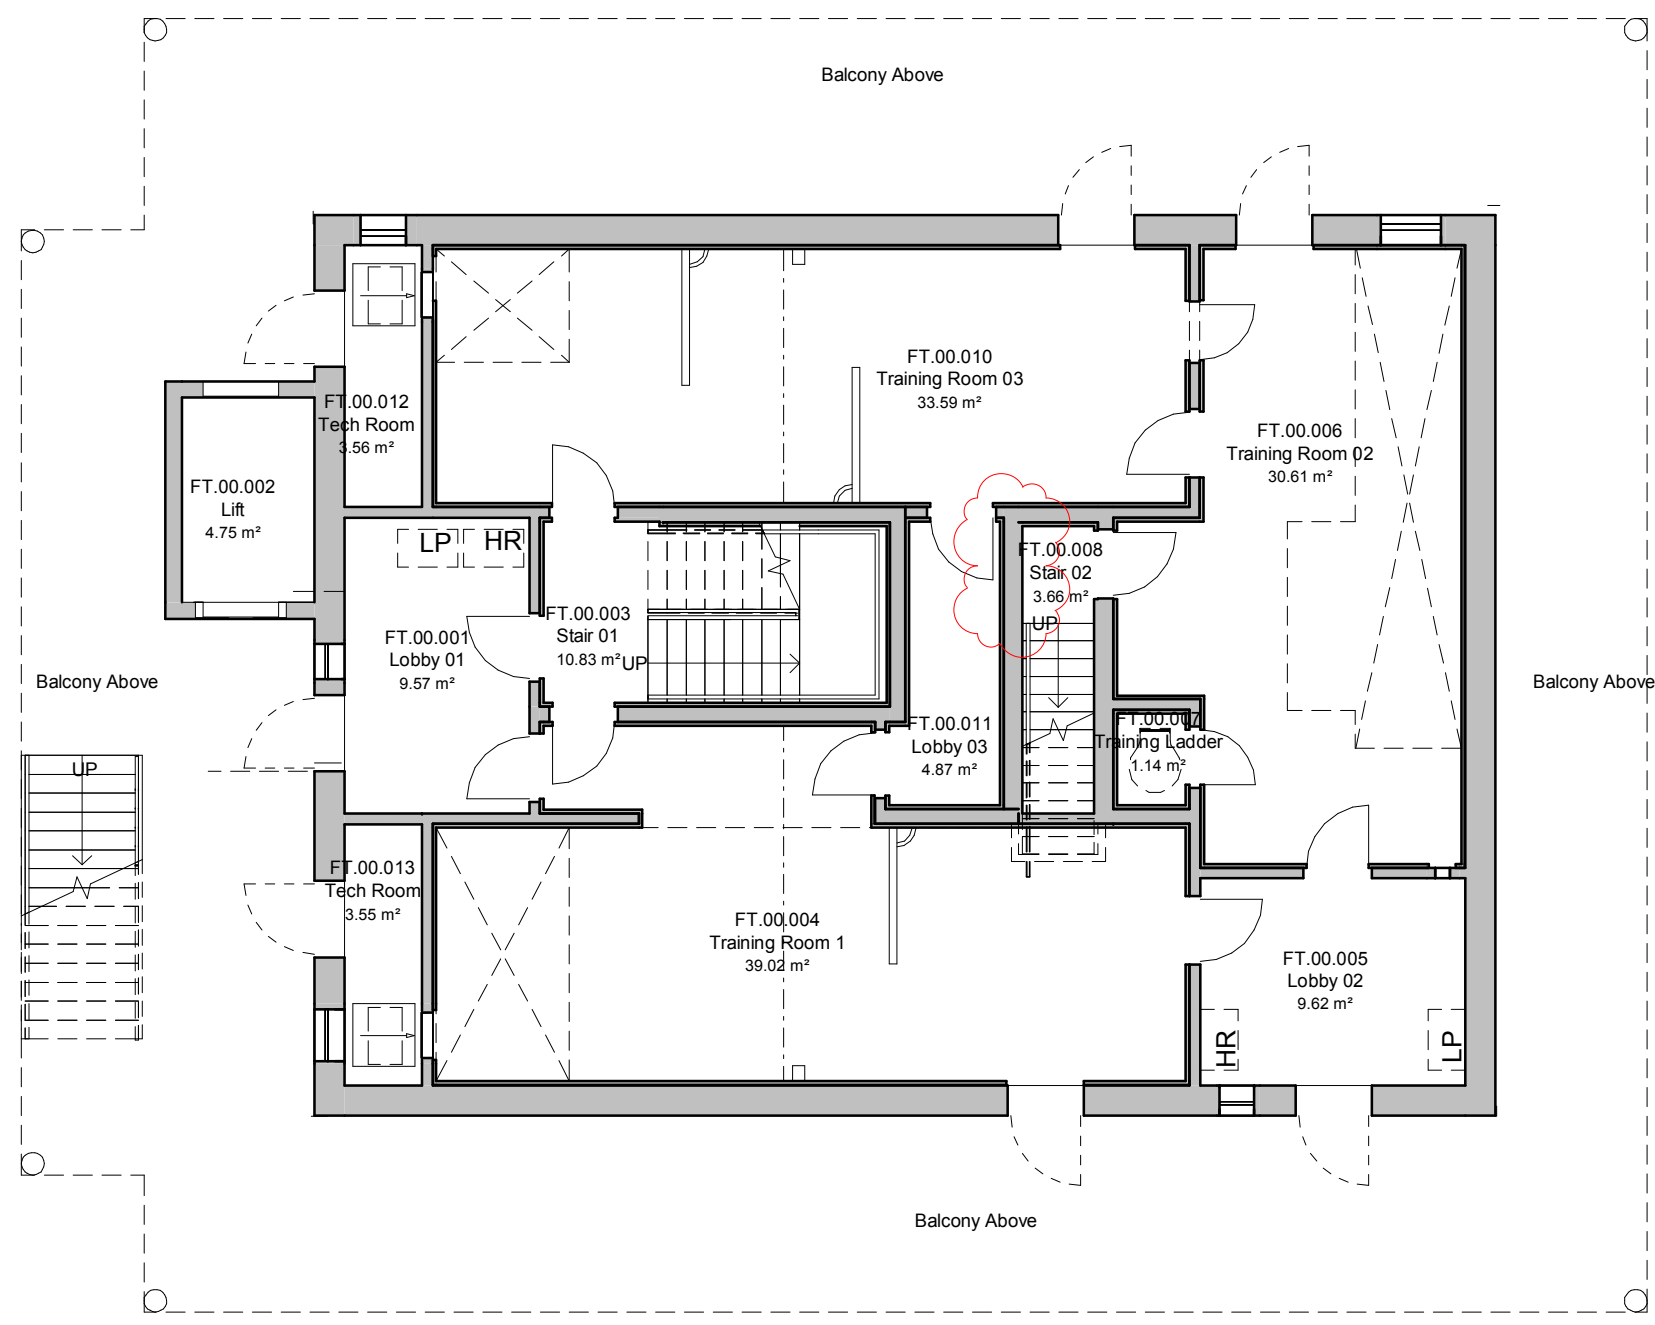 Balcony Above
FT.00.010
Training Room 03
33.59 m²
FT.00.012
Tech Room
3.56 m²
FT.00.006
Training Room 02
30.61 m²
FT.00.002
Lift
4.75 m²
LP
HR
FT.00.008
Stair 02
3.66 m²
UP
FT.00.003
Stair 01
10.83 m²
UP
FT.00.001
Lobby 01
9.57 m²
Balcony Above
Balcony Above
FT.00.011
Lobby 03
4.87 m²
FT.00.007
Training Ladder
1.14 m²
UP
FT.00.013
Tech Room
3.55 m²
FT.00.004
Training Room 1
39.02 m²
FT.00.005
Lobby 02
9.62 m²
HR
LP
Balcony Above